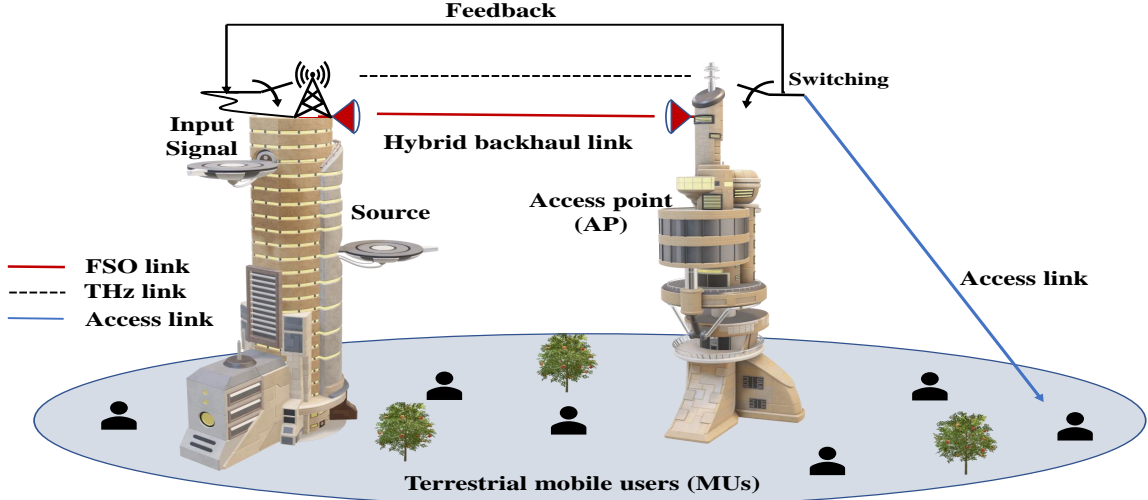 Feedback
Switching
Input
Signal
Hybrid backhaul link
Source
Access point
(AP)
FSO link
THz link
Access link
Access link
Terrestrial mobile users (MUs)